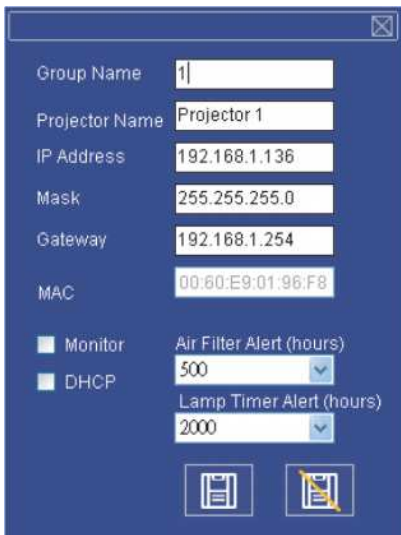 Group Name 1
Projector Name Projector 1
IP Address 192.168.1.136
Mask 255.255.255.0
Gateway 192.168.1.254
MAC 00:60:E9:01:96:F8
Monitor Air Filter Alert (hours)
500
DHCP
Lamp Timer Alert (hours)
2000